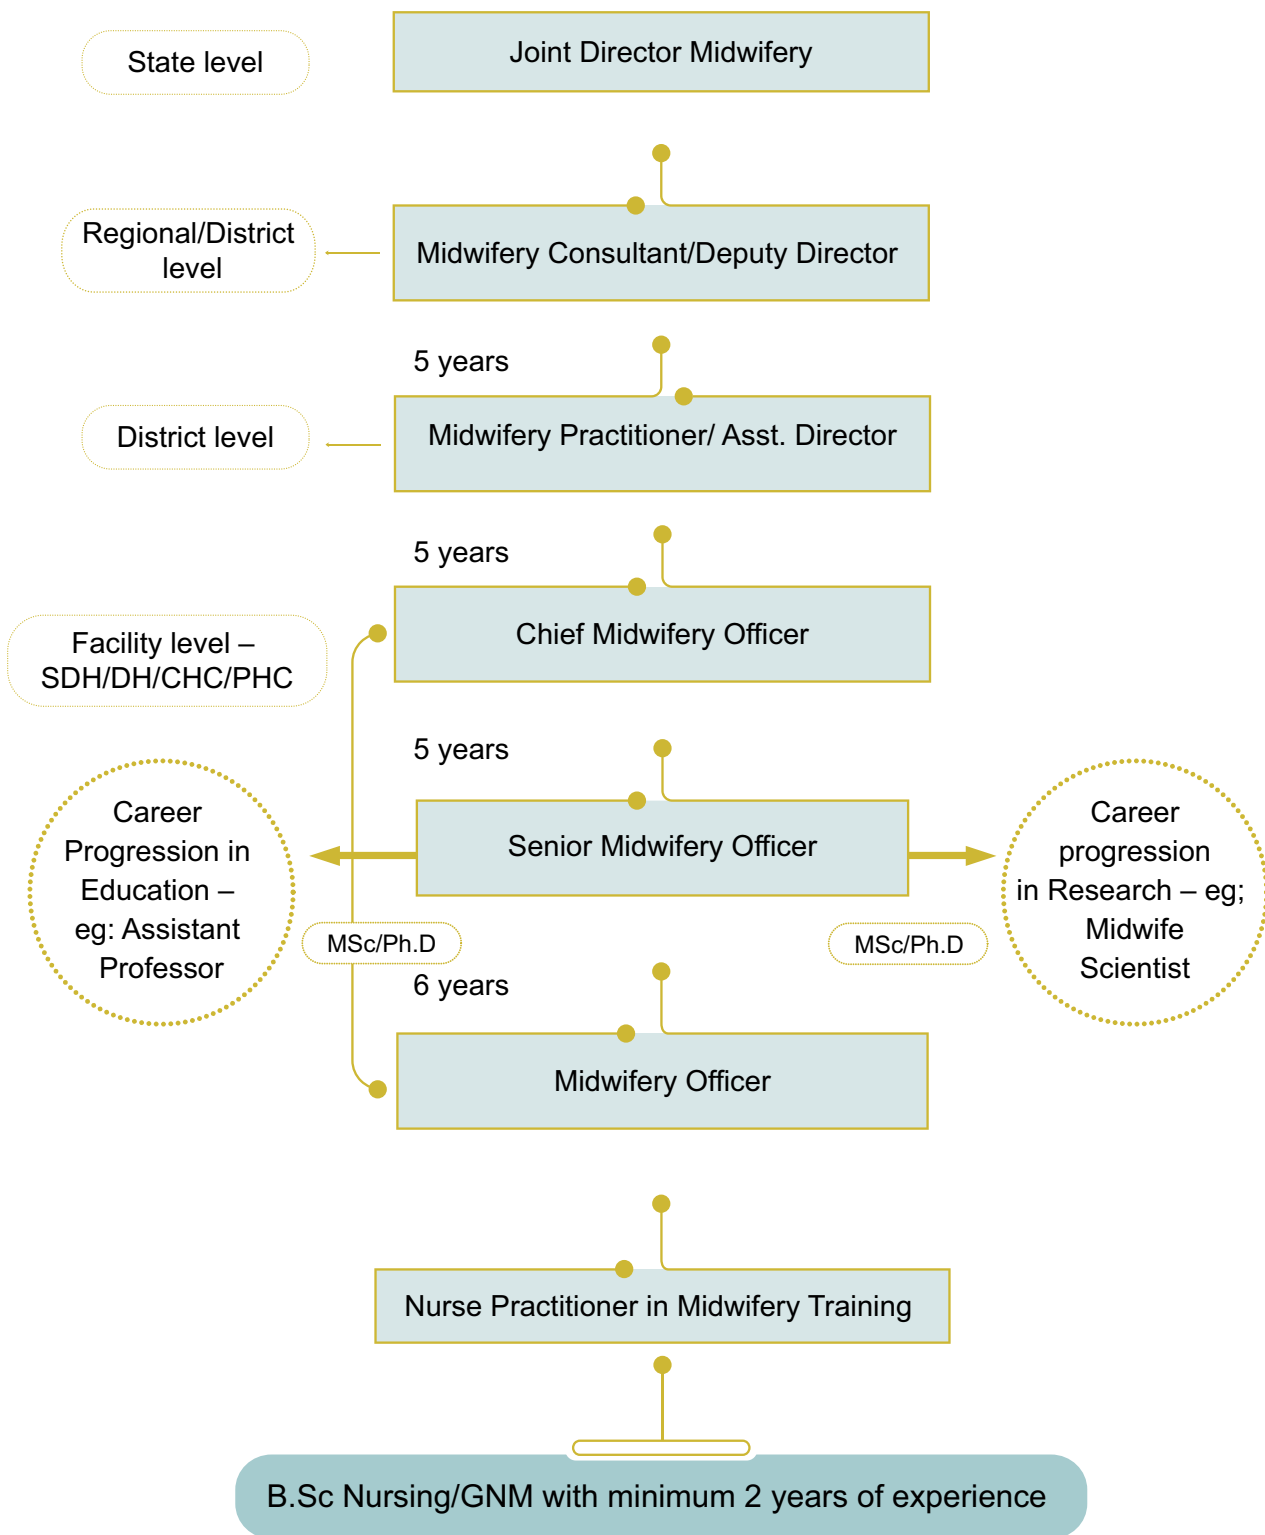 State level
Joint Director Midwifery
Regional/District
level
Midwifery Consultant/Deputy Director
5 years
District level
Midwifery Practitioner/ Asst. Director
5 years
Facility level –
SDH/DH/CHC/PHC
Chief Midwifery Officer
5 years
Career
Progression in
Education –
eg: Assistant
Professor
Senior Midwifery Officer
Career
progression
in Research – eg;
Midwife
Scientist
MSc/Ph.D
MSc/Ph.D
6 years
Midwifery Officer
Nurse Practitioner in Midwifery Training
B.Sc Nursing/GNM with minimum 2 years of experience